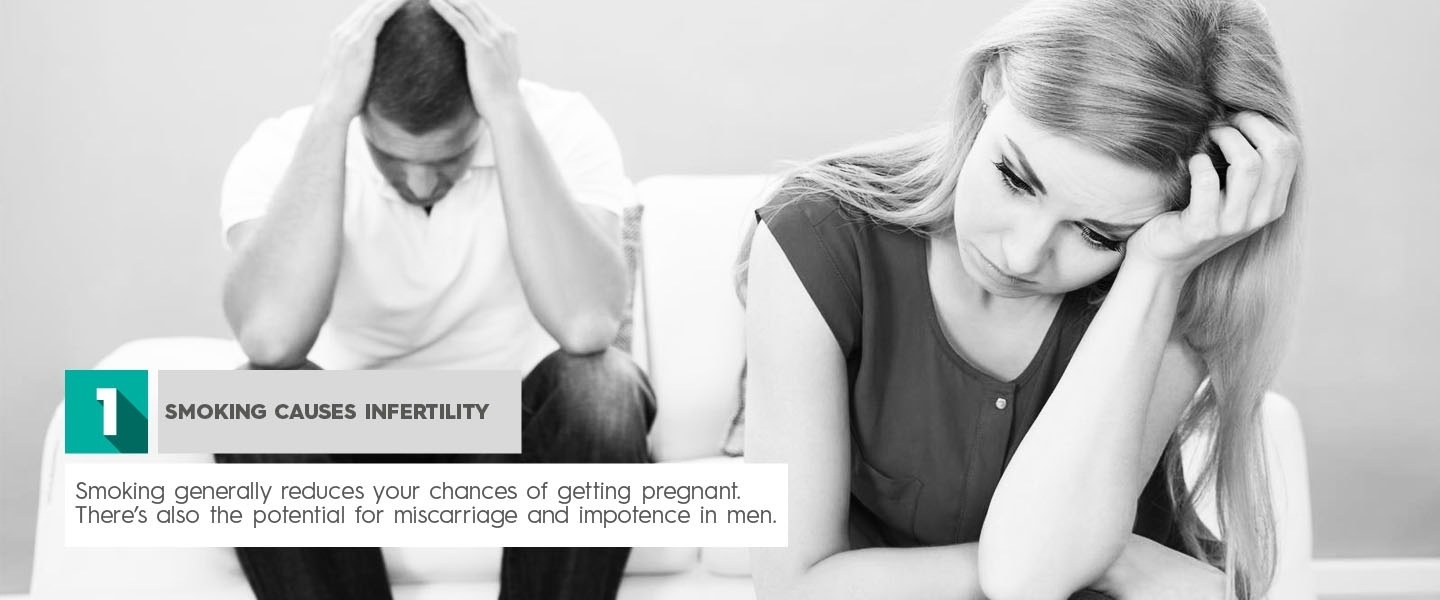 1
SMOKING CAUSES INFERTILITY
Smoking generally reduces your chances of getting pregnant.
There's also the potential for miscarriage and impotence in men.